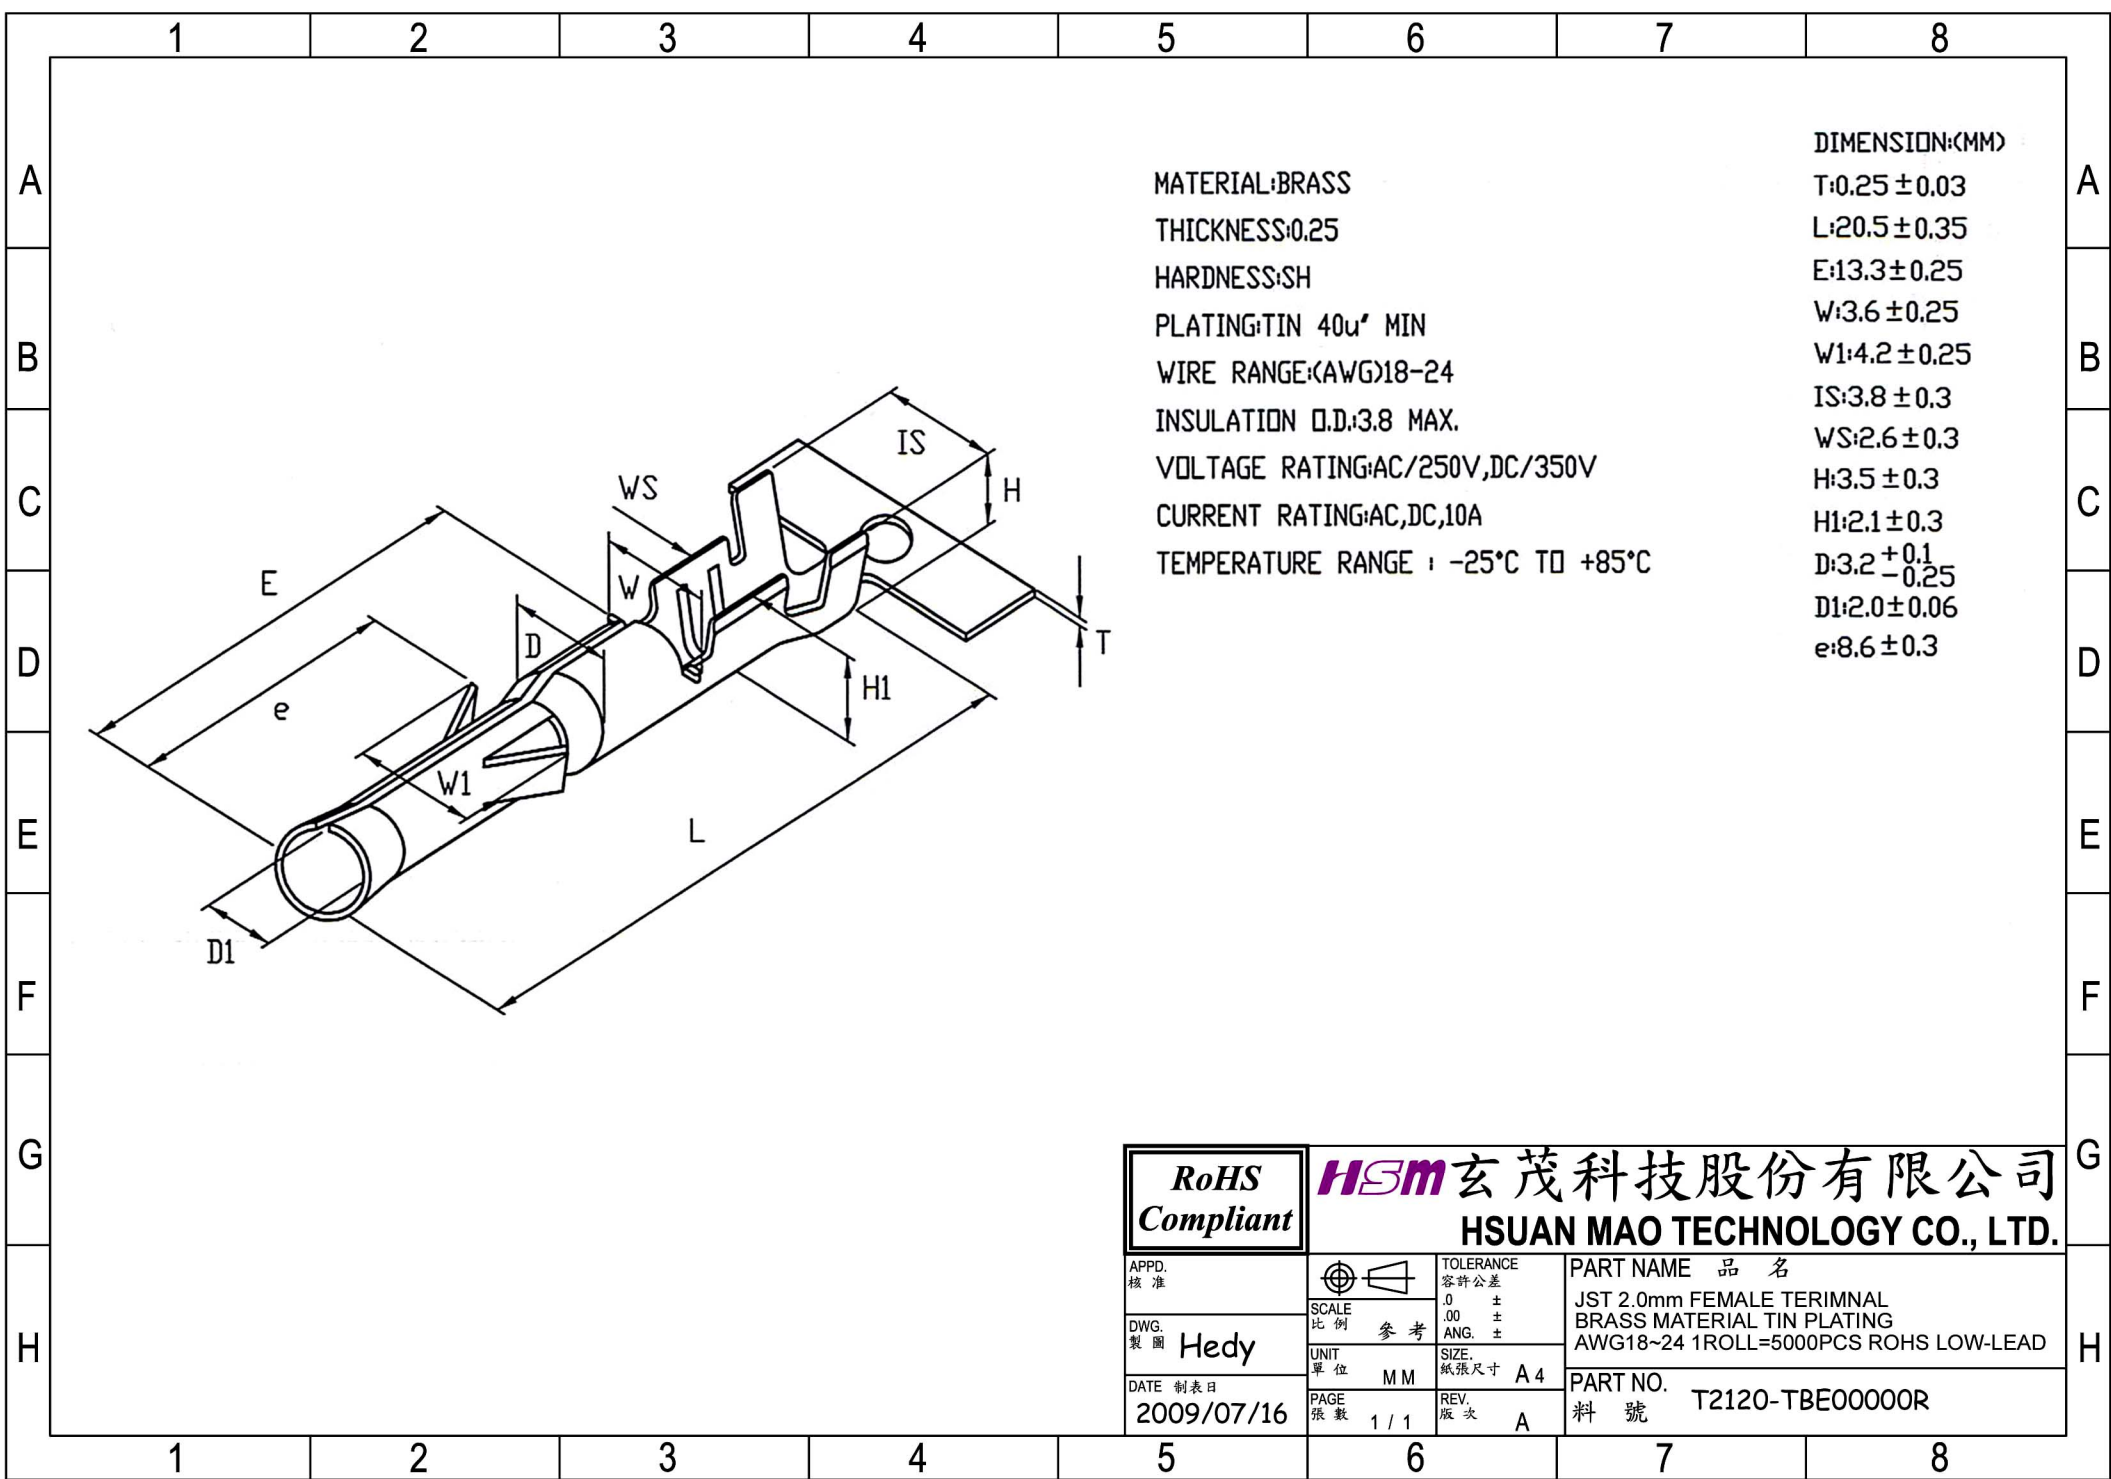 1 2 3 4 5 6 7 8
A A
B B
C C
D D
E E
F F
G G
H H
MATERIAL:BRASS
THICKNESS:0.25
HARDNESS:SH
PLATING:TIN 40u" MIN
WIRE RANGE:(AWG)18-24
INSULATION O.D.:3.8 MAX.
VOLTAGE RATING:AC/250V,DC/350V
CURRENT RATING:AC,DC,10A
TEMPERATURE RANGE : -25°C TO +85°C
DIMENSION:(MM)
T:0.25±0.03
L:20.5±0.35
E:13.3±0.25
W:3.6±0.25
W1:4.2±0.25
IS:3.8±0.3
WS:2.6±0.3
H:3.5±0.3
H1:2.1±0.3
D:3.2 +0.1
-0.25
D1:2.0±0.06
e:8.6±0.3
IS
H
WS
W
E
D
T
e
H1
W1
L
D1
RoHS
Compliant
HSm 玄茂科技股份有限公司
HSUAN MAO TECHNOLOGY CO., LTD.
APPD.
核 准
DWG.
製 圖 Hedy
DATE 制表日
2009/07/16
SCALE
比 例 參 考
UNIT
單 位 MM
PAGE
張 數 1 / 1
TOLERANCE
容許公差
.0 ±
.00 ±
ANG. ±
SIZE.
紙張尺寸 A4
REV.
版 次 A
PART NAME 品 名
JST 2.0mm FEMALE TERIMNAL
BRASS MATERIAL TIN PLATING
AWG18~24 1ROLL=5000PCS ROHS LOW-LEAD
PART NO.
料 號 T2120-TBE00000R
1 2 3 4 5 6 7 8